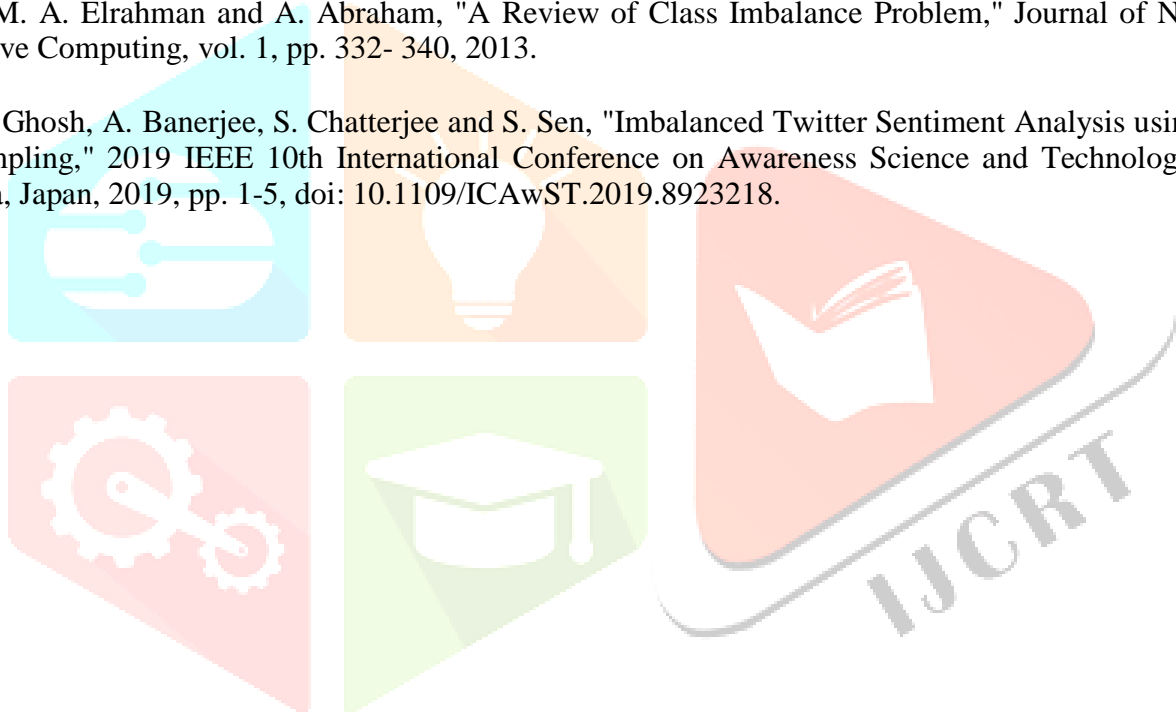 M. A. Elrahman and A. Abraham, "A Review of Class Imbalance Problem," Journal of N
ve Computing, vol. 1, pp. 332- 340, 2013.
Ghosh, A. Banerjee, S. Chatterjee and S. Sen, "Imbalanced Twitter Sentiment Analysis usin
npling," 2019 IEEE 10th International Conference on Awareness Science and Technolog
a, Japan, 2019, pp. 1-5, doi: 10.1109/ICAwST.2019.8923218.
IJCRT